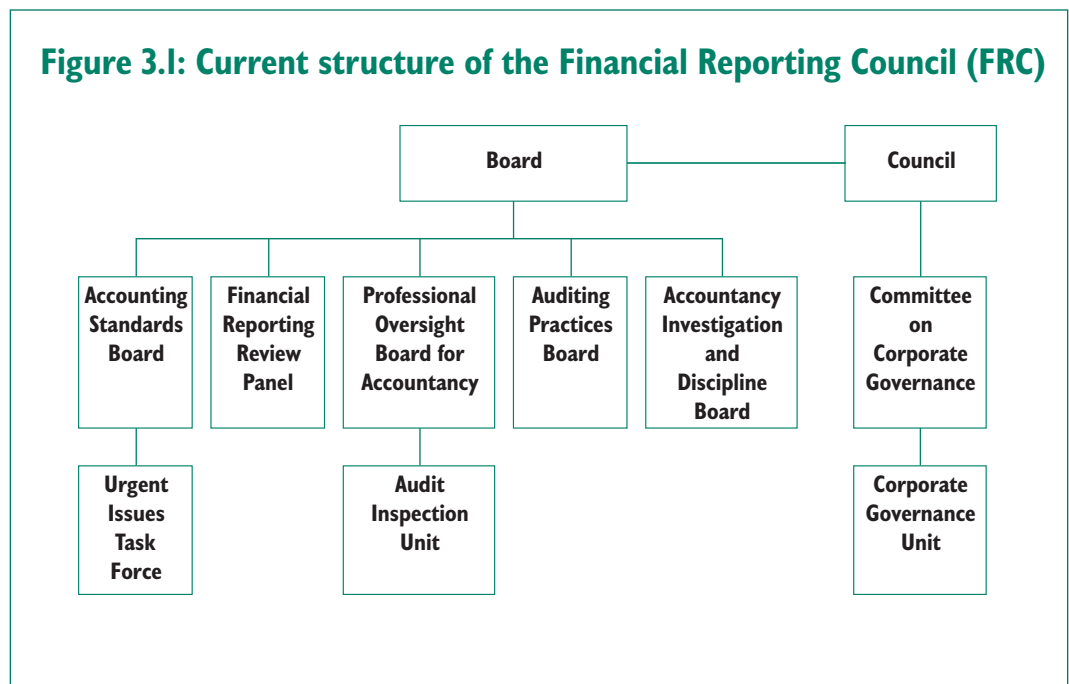 Figure 3.1: Current structure of the Financial Reporting Council (FRC)
Board
Council
Accounting
Standards
Board
Financial
Reporting
Review
Panel
Professional
Oversight
Board for
Accountancy
Auditing
Practices
Board
Accountancy
Investigation
and
Discipline
Board
Committee
on
Corporate
Governance
Urgent
Issues
Task
Force
Audit
Inspection
Unit
Corporate
Governance
Unit